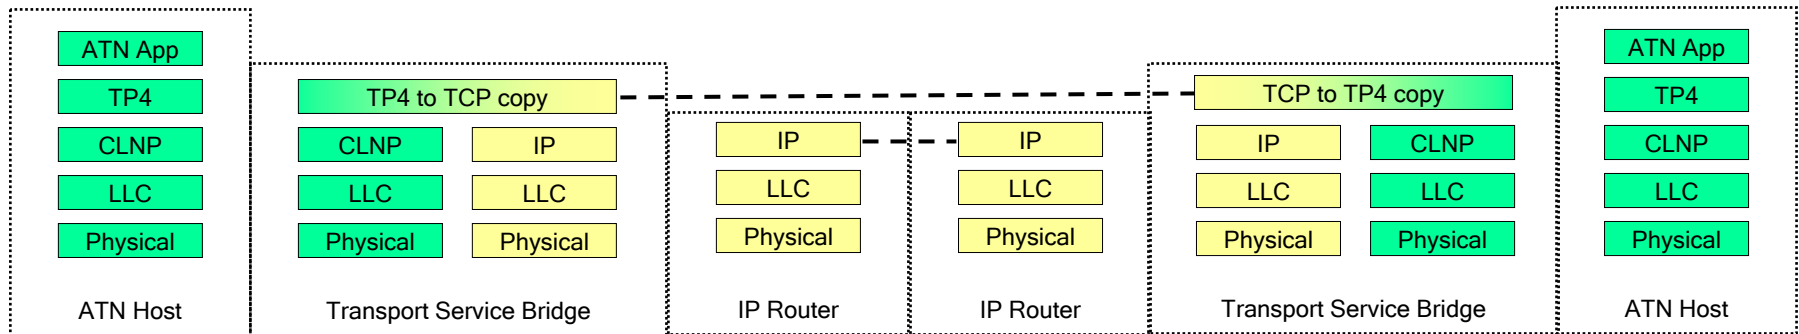 ATN App
TP4
CLNP
LLC
Physical
ATN Host
TP4 to TCP copy
CLNP
IP
LLC
LLC
Physical
Physical
Transport Service Bridge
IP
LLC
Physical
IP Router
IP
LLC
Physical
IP Router
TCP to TP4 copy
IP
CLNP
LLC
LLC
Physical
Physical
Transport Service Bridge
ATN App
TP4
CLNP
LLC
Physical
ATN Host